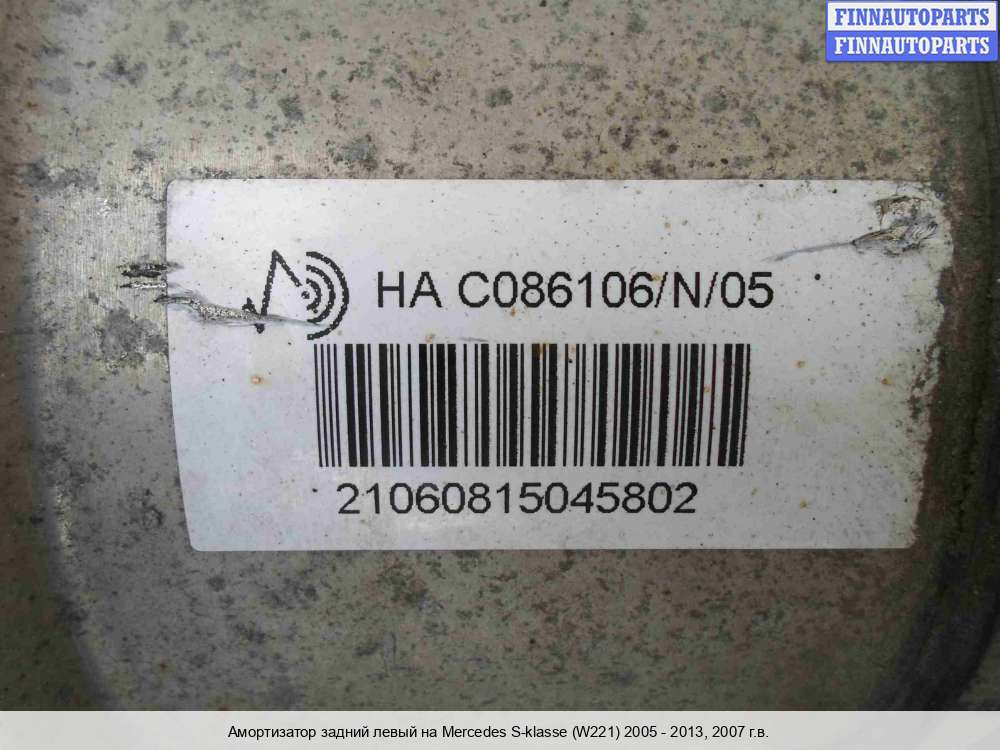 FINNAUTOPARTS
FINNAUTOPARTS
HA C086106/N/05
21060815045802
Амортизатор задний левый на Mercedes S-klasse (W221) 2005 - 2013, 2007 г.в.